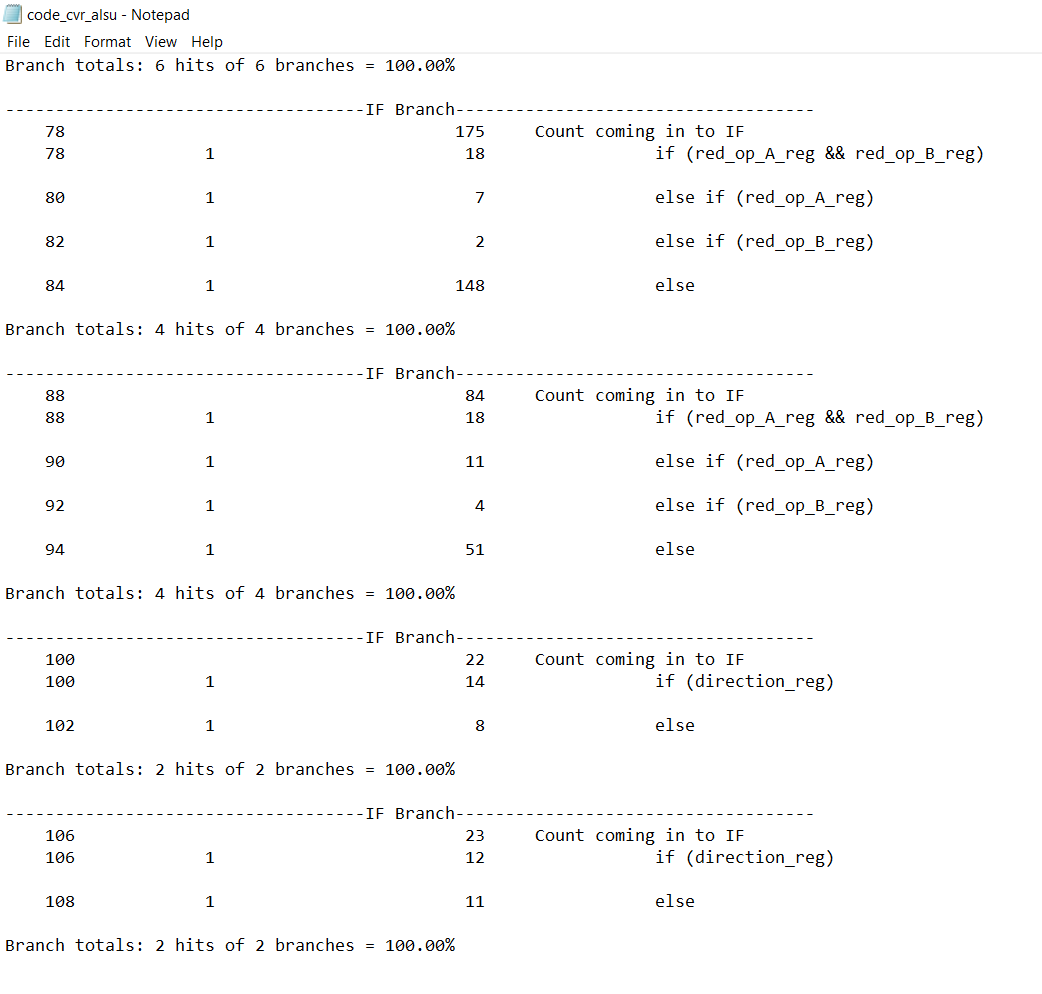 code_cvr_alsu - Notepad
File Edit Format View Help
Branch totals: 6 hits of 6 branches = 100.00%
------------------------------------IF Branch------------------------------------
78 175 Count coming in to IF
78 1 18 if (red_op_A_reg && red_op_B_reg)
80 1 7 else if (red_op_A_reg)
82 1 2 else if (red_op_B_reg)
84 1 148 else
Branch totals: 4 hits of 4 branches = 100.00%
------------------------------------IF Branch------------------------------------
88 84 Count coming in to IF
88 1 18 if (red_op_A_reg && red_op_B_reg)
90 1 11 else if (red_op_A_reg)
92 1 4 else if (red_op_B_reg)
94 1 51 else
Branch totals: 4 hits of 4 branches = 100.00%
------------------------------------IF Branch------------------------------------
100 22 Count coming in to IF
100 1 14 if (direction_reg)
102 1 8 else
Branch totals: 2 hits of 2 branches = 100.00%
------------------------------------IF Branch------------------------------------
106 23 Count coming in to IF
106 1 12 if (direction_reg)
108 1 11 else
Branch totals: 2 hits of 2 branches = 100.00%